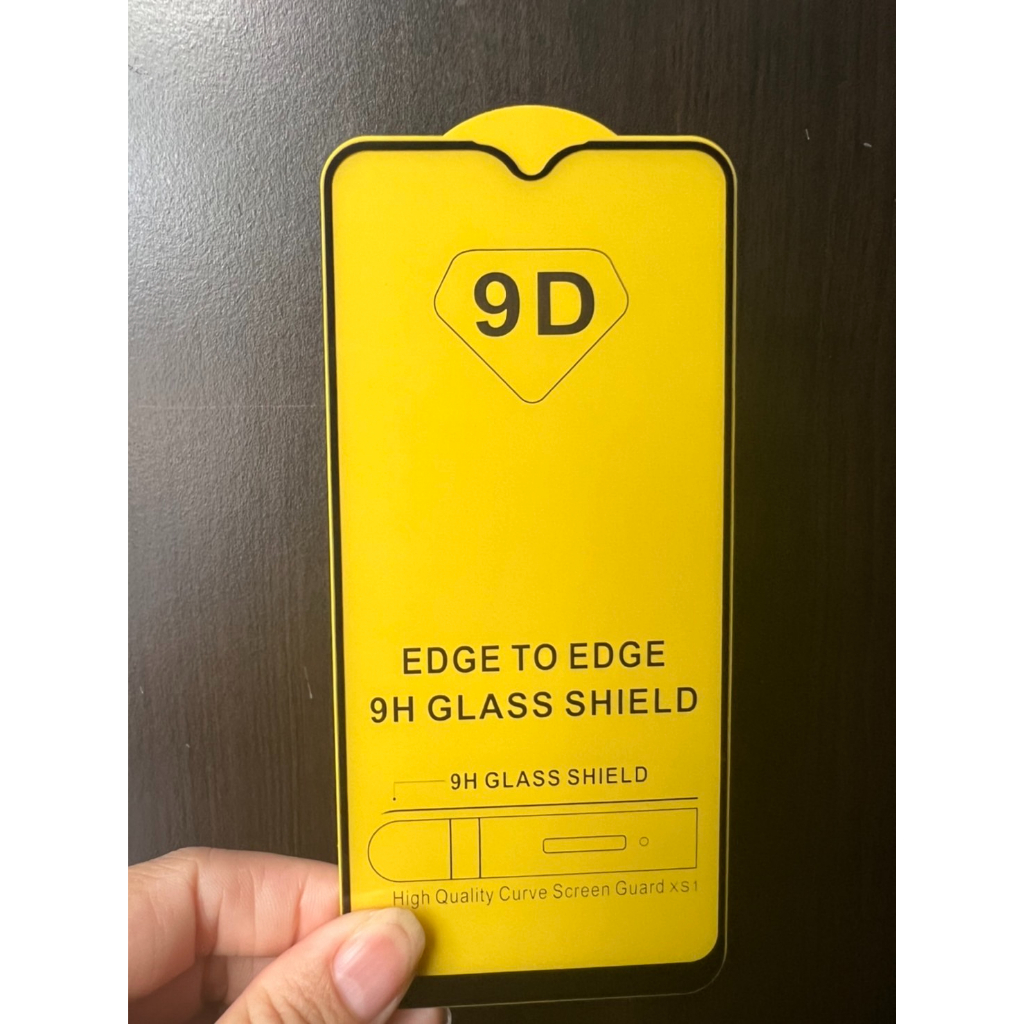 9D
EDGE TO EDGE
9H GLASS SHIELD
9H GLASS SHIELD
High Quality Curve Screen Guard XS1